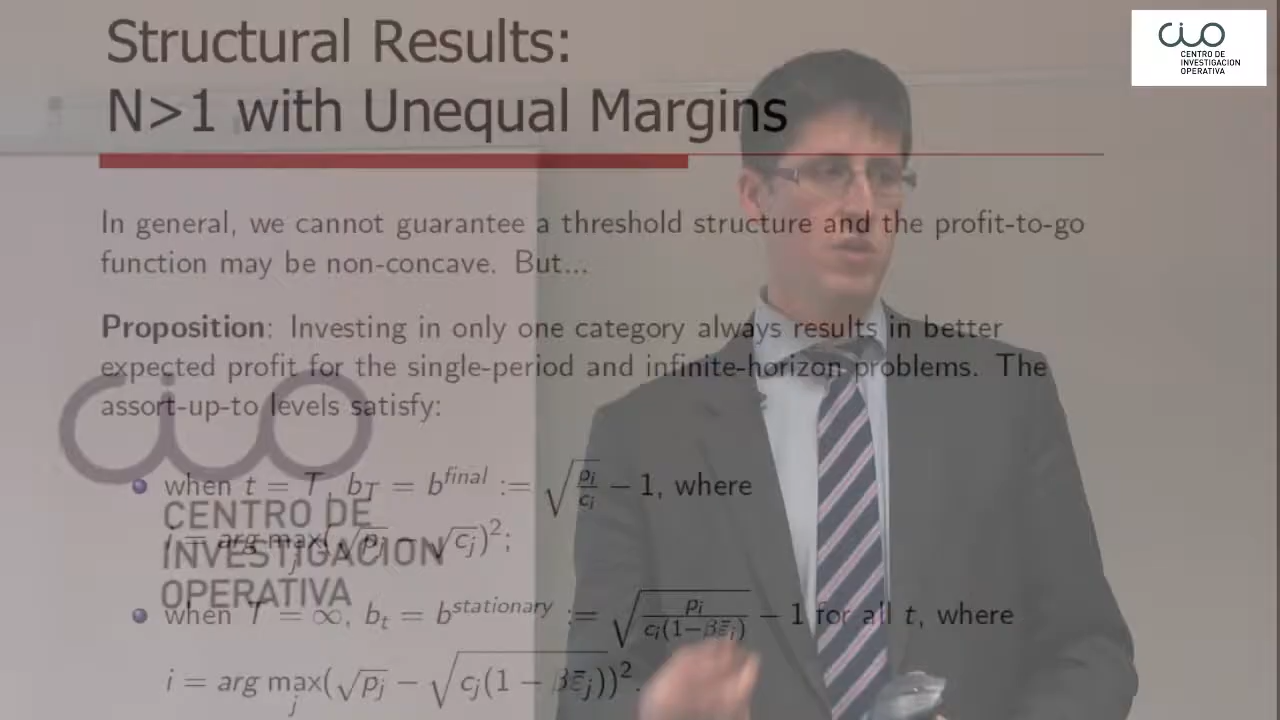 Structural Results:
N>1 with Unequal Margins
CIO
CENTRO DE
INVESTIGACION
OPERATIVA
In general, we cannot guarantee a threshold structure and the profit-to-go
function may be non-concave. But...
Proposition: Investing in only one category always results in better
expected profit for the single-period and infinite-horizon problems. The
assort-up-to levels satisfy:
when t = T, b_T = b^{final} := √(p_i/c_i) − 1, where
i = arg max_j (√p_j − √c_j)²;
when T = ∞, b_t = b^{stationary} := √(p_i/(c_i(1−βε̄_i))) − 1 for all t, where
i = arg max_j (√p_j − √(c_j(1 − βε̄_j)))².
CIO
CENTRO DE
INVESTIGACION
OPERATIVA